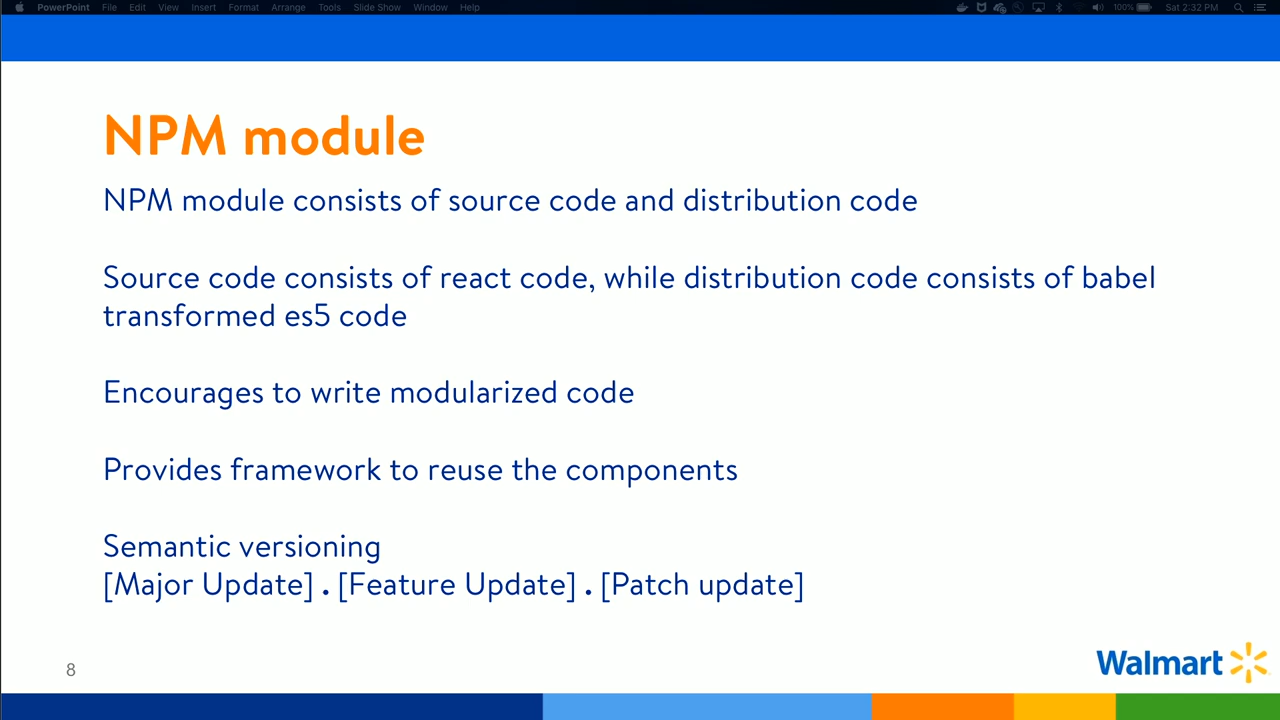 PowerPoint File Edit View Insert Format Arrange Tools Slide Show Window Help 100% Sat 2:32 PM
NPM module
NPM module consists of source code and distribution code
Source code consists of react code, while distribution code consists of babel
transformed es5 code
Encourages to write modularized code
Provides framework to reuse the components
Semantic versioning
[Major Update] . [Feature Update] . [Patch update]
8
Walmart